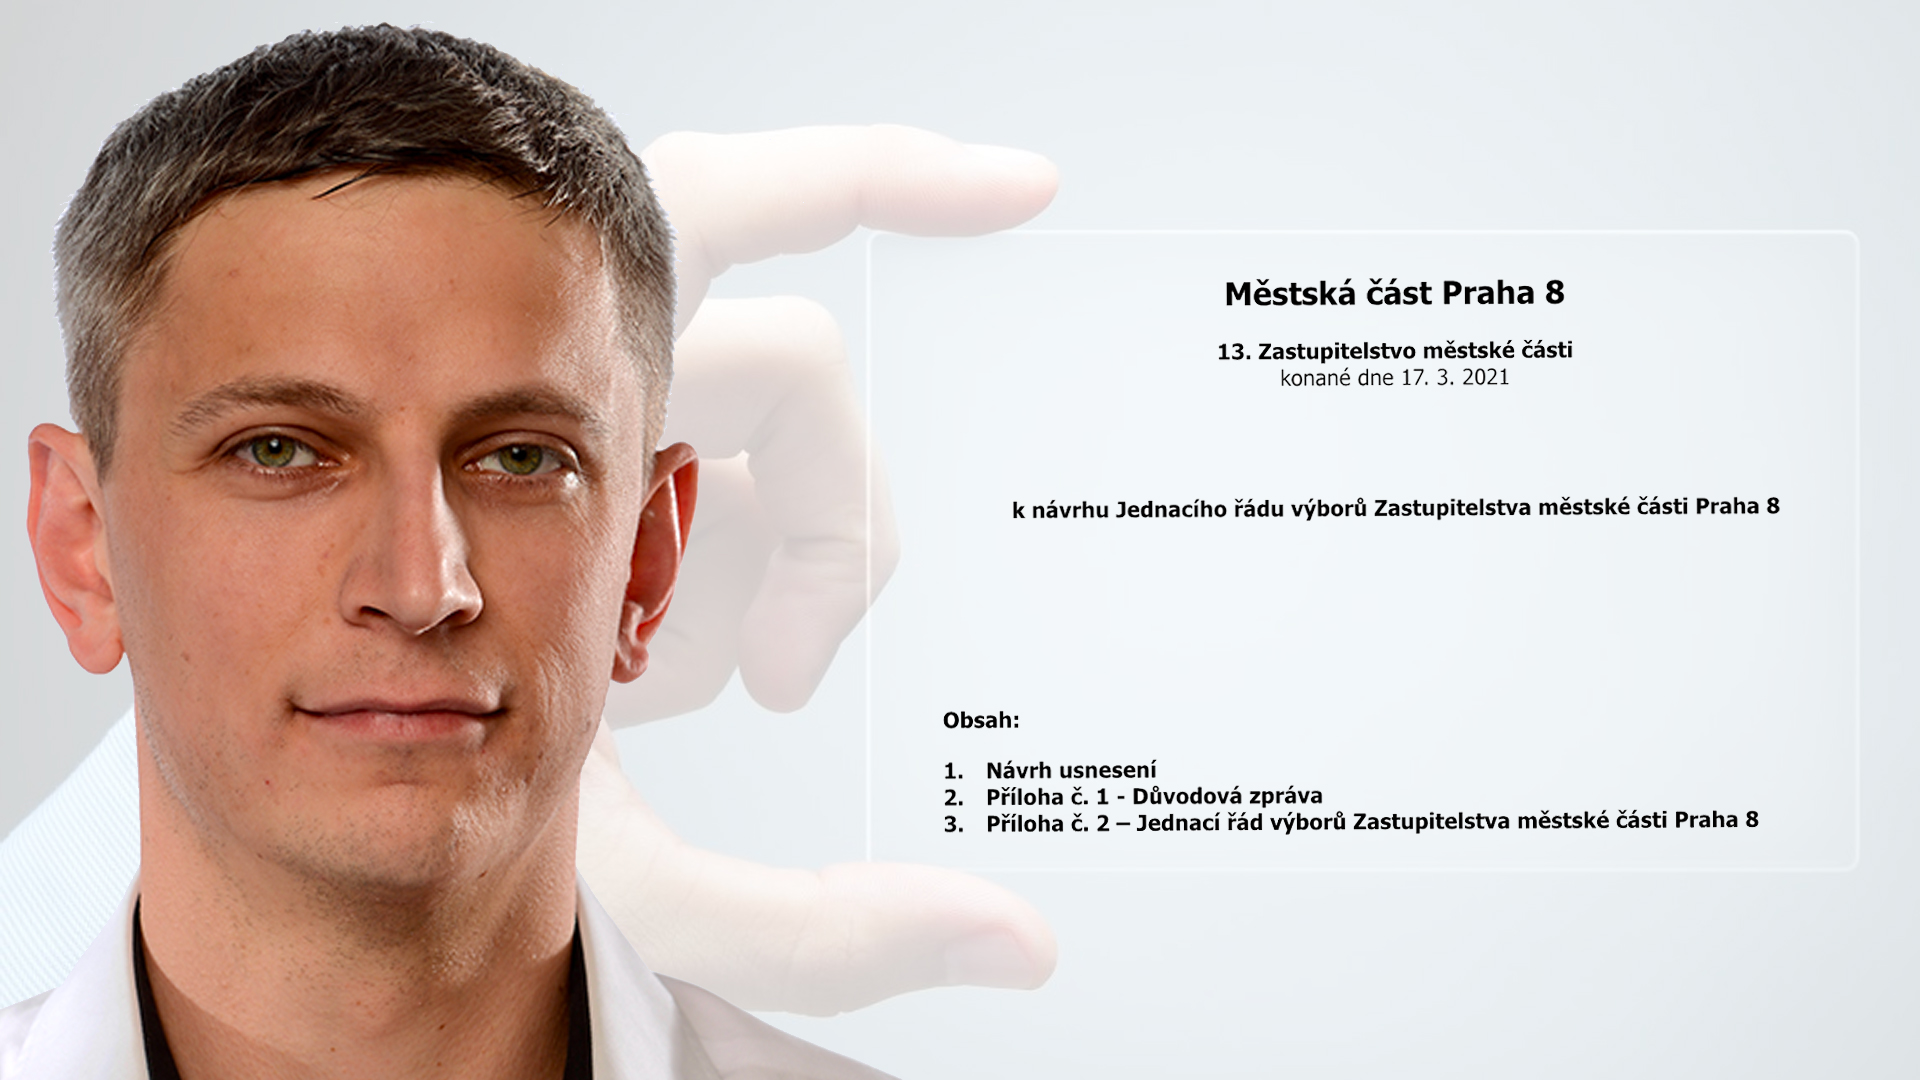 Městská část Praha 8
13. Zastupitelstvo městské části
konané dne 17. 3. 2021
k návrhu Jednacího řádu výborů Zastupitelstva městské části Praha 8
Obsah:
1. Návrh usnesení
2. Příloha č. 1 - Důvodová zpráva
3. Příloha č. 2 – Jednací řád výborů Zastupitelstva městské části Praha 8